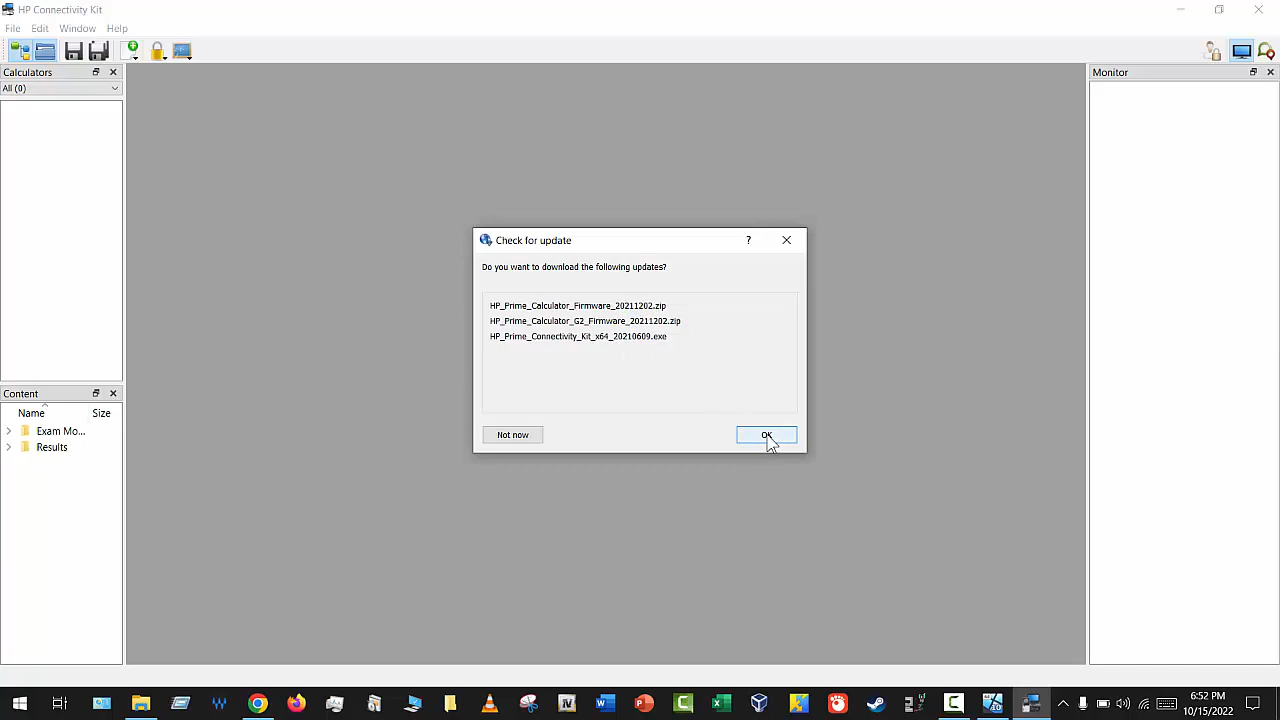 HP Connectivity Kit
File Edit Window Help
Calculators
All (0)
Monitor
Check for update
?
Do you want to download the following updates?
HP_Prime_Calculator_Firmware_20211202.zip
HP_Prime_Calculator_G2_Firmware_20211202.zip
HP_Prime_Connectivity_Kit_x64_20210609.exe
Not now
OK
Content
Name Size
Exam Mo...
Results
6:52 PM
10/15/2022